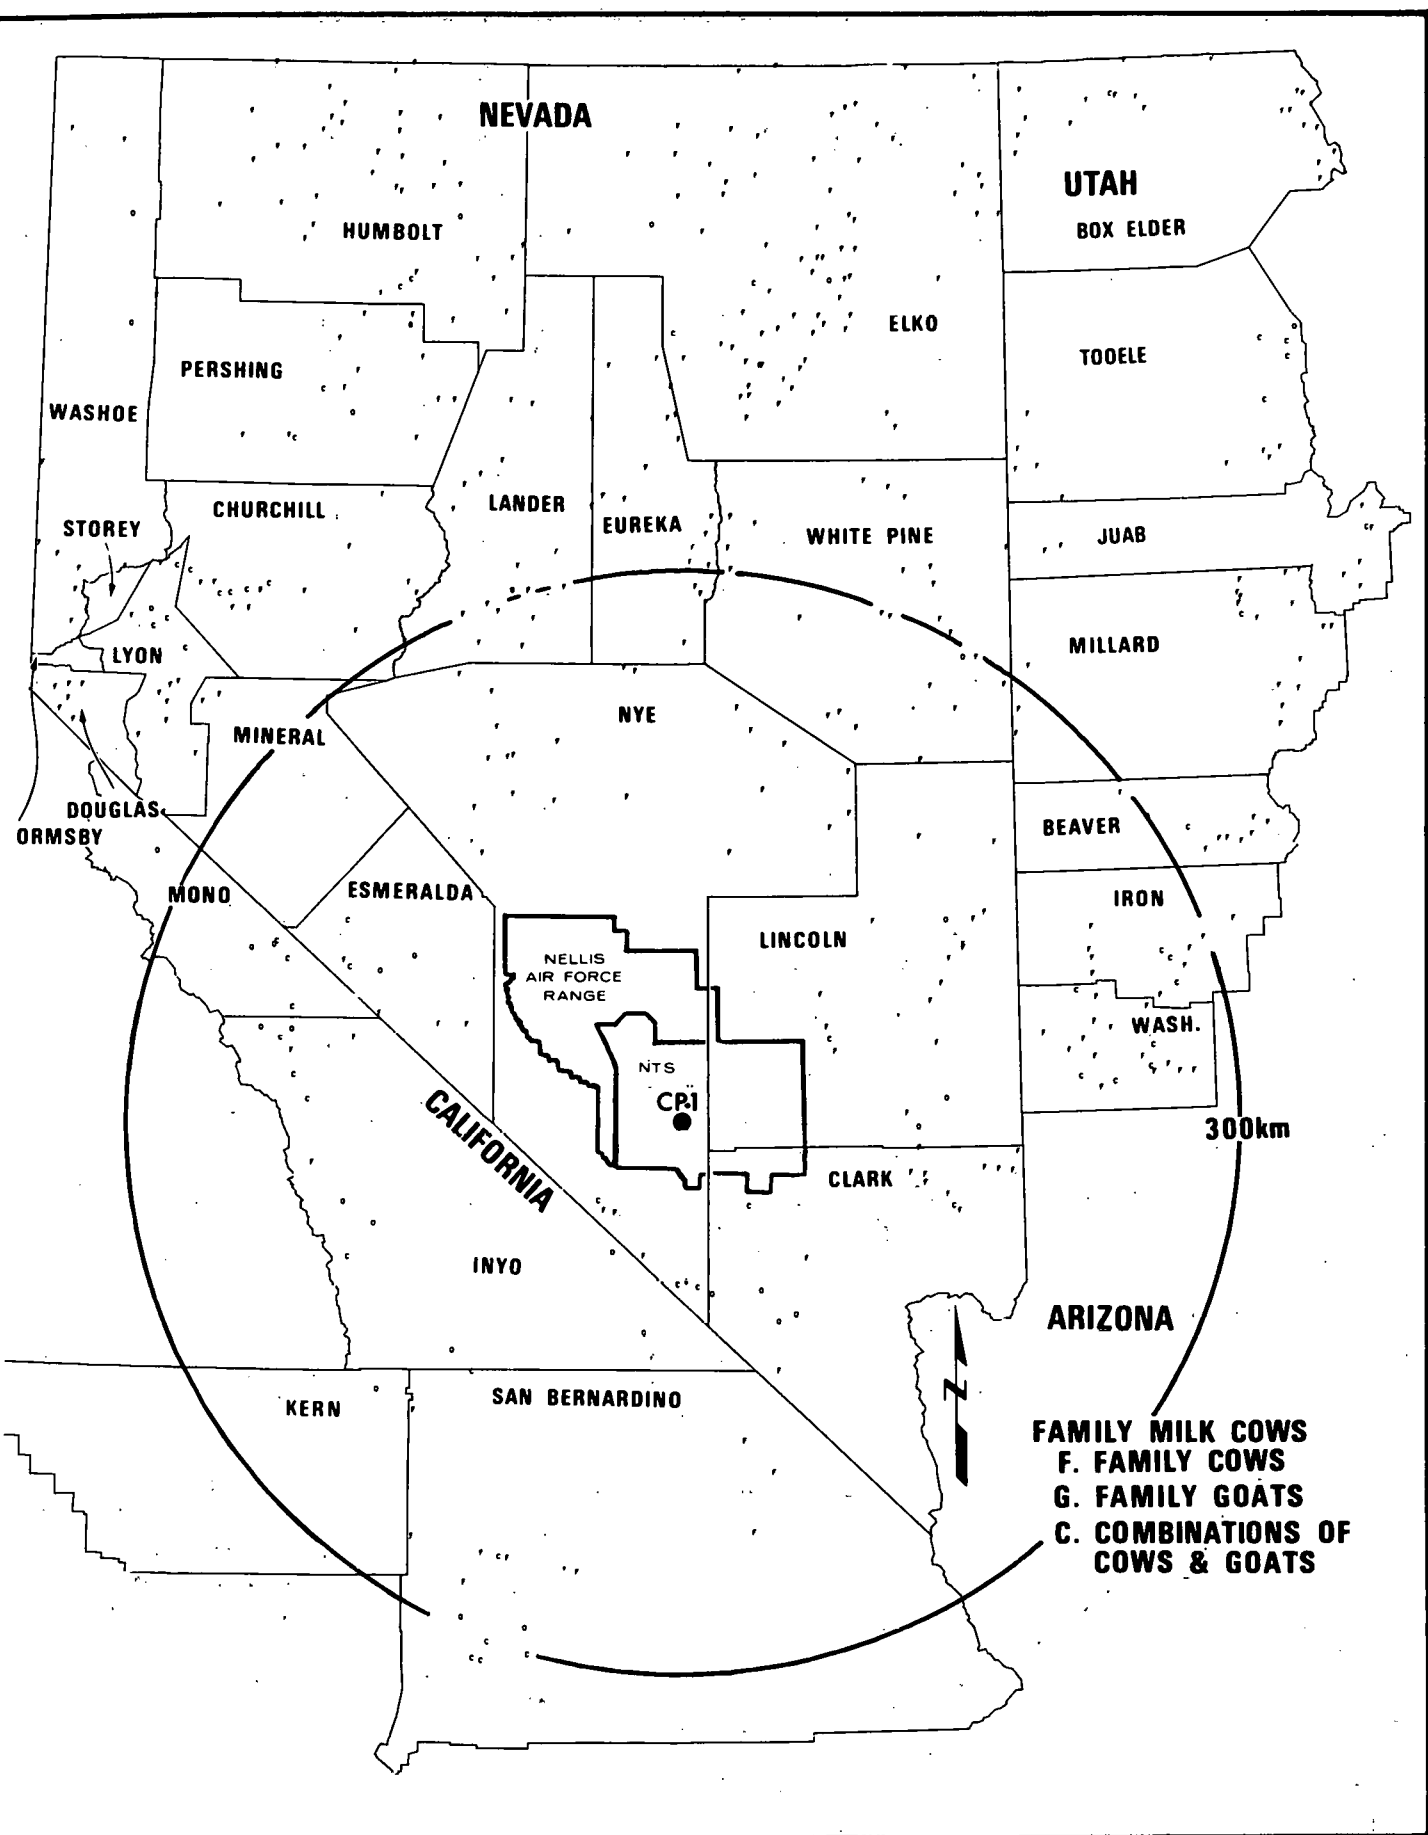 NEVADA
UTAH
HUMBOLT
BOX ELDER
ELKO
TOOELE
PERSHING
WASHOE
CHURCHILL
LANDER
STOREY
EUREKA
WHITE PINE
JUAB
LYON
MILLARD
NYE
MINERAL
DOUGLAS
ORMSBY
BEAVER
MONO
ESMERALDA
IRON
LINCOLN
NELLIS
AIR FORCE
RANGE
WASH.
NTS
CP-1
CALIFORNIA
300km
CLARK
INYO
ARIZONA
N
KERN
SAN BERNARDINO
FAMILY MILK COWS
F. FAMILY COWS
G. FAMILY GOATS
C. COMBINATIONS OF
COWS & GOATS